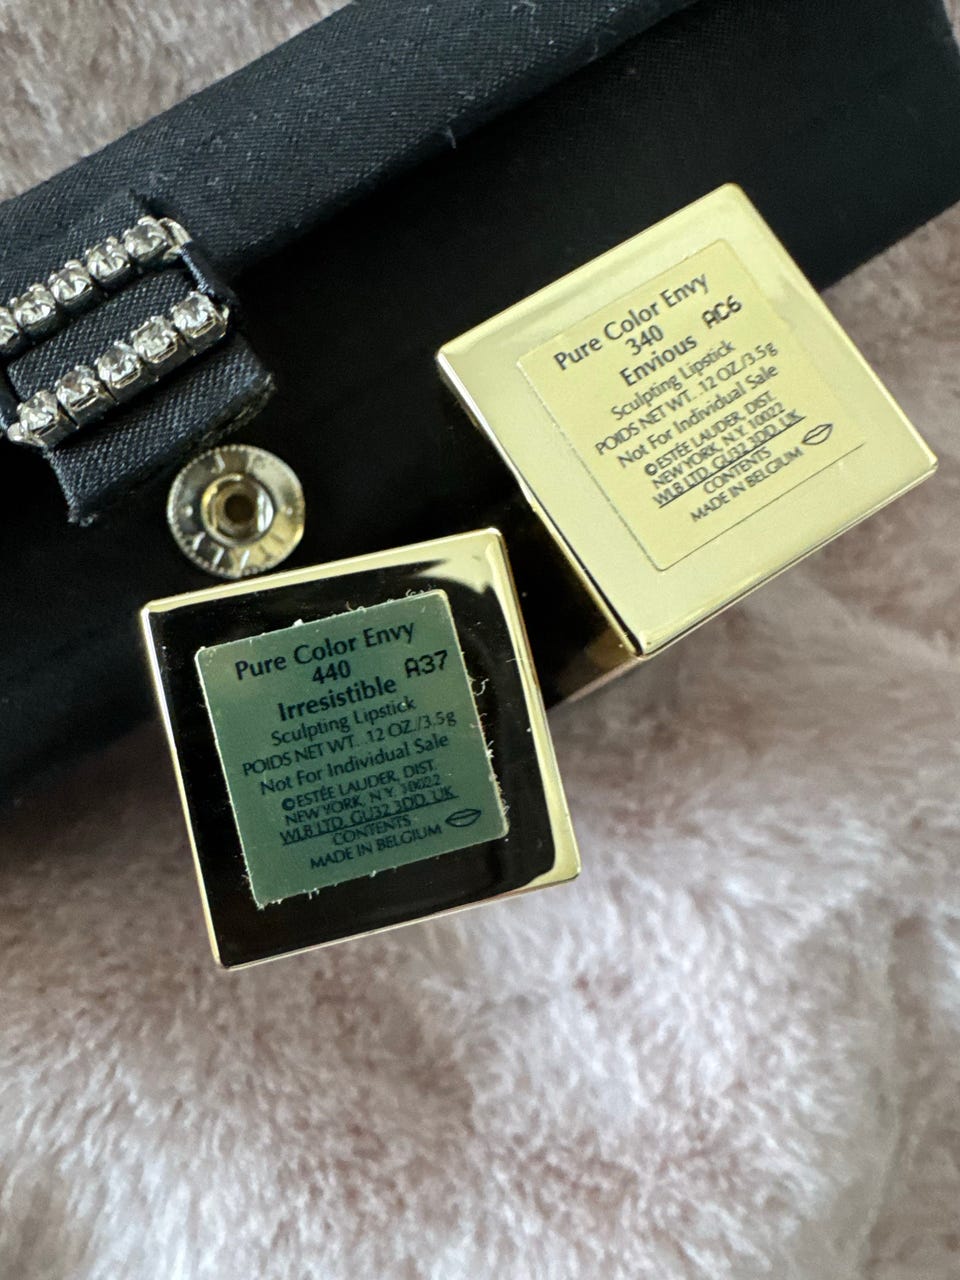 Pure Color Envy
340 AC6
Envious
Sculpting Lipstick
POIDS NET WT. .12 OZ./3.5g
Not For Individual Sale
©ESTÉE LAUDER, DIST.
NEW YORK, N.Y. 10022
WLB LTD. GU32 3DD, UK
CONTENTS
MADE IN BELGIUM
Pure Color Envy
440 A37
Irresistible
Sculpting Lipstick
POIDS NET WT. .12 OZ./3.5g
Not For Individual Sale
©ESTÉE LAUDER, DIST.
NEW YORK, N.Y. 10022
WLB LTD. GU32 3DD, UK
CONTENTS
MADE IN BELGIUM
ITALY